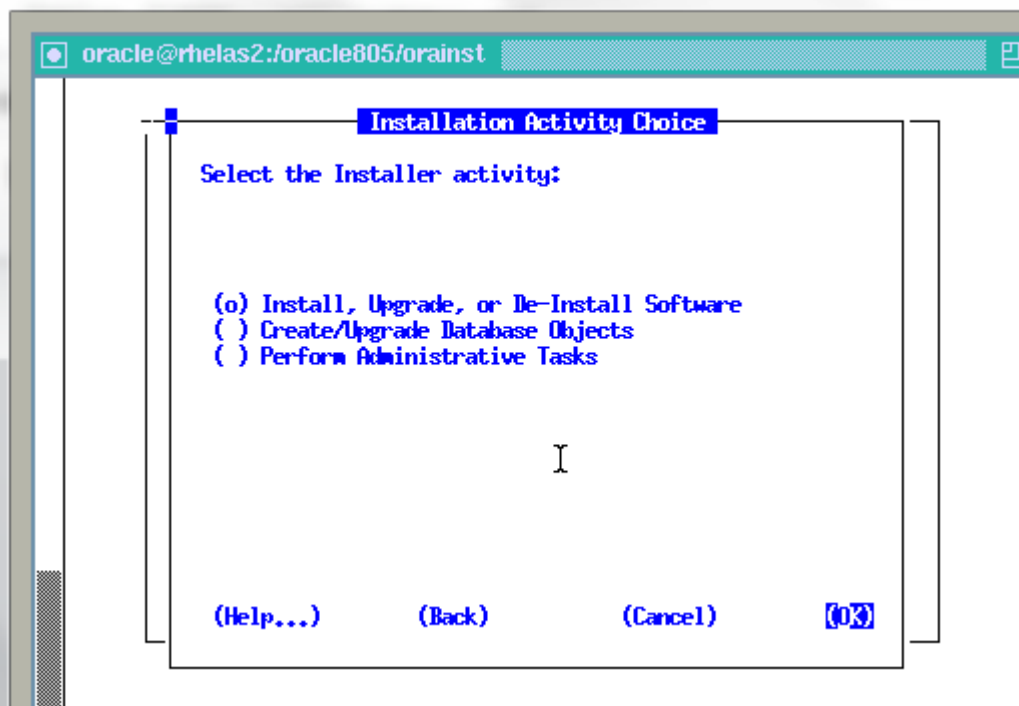 oracle@rhelas2:/oracle805/orainst
Installation Activity Choice
Select the Installer activity:
(o) Install, Upgrade, or De-Install Software
( ) Create/Upgrade Database Objects
( ) Perform Administrative Tasks
(Help...) (Back) (Cancel) (OK)